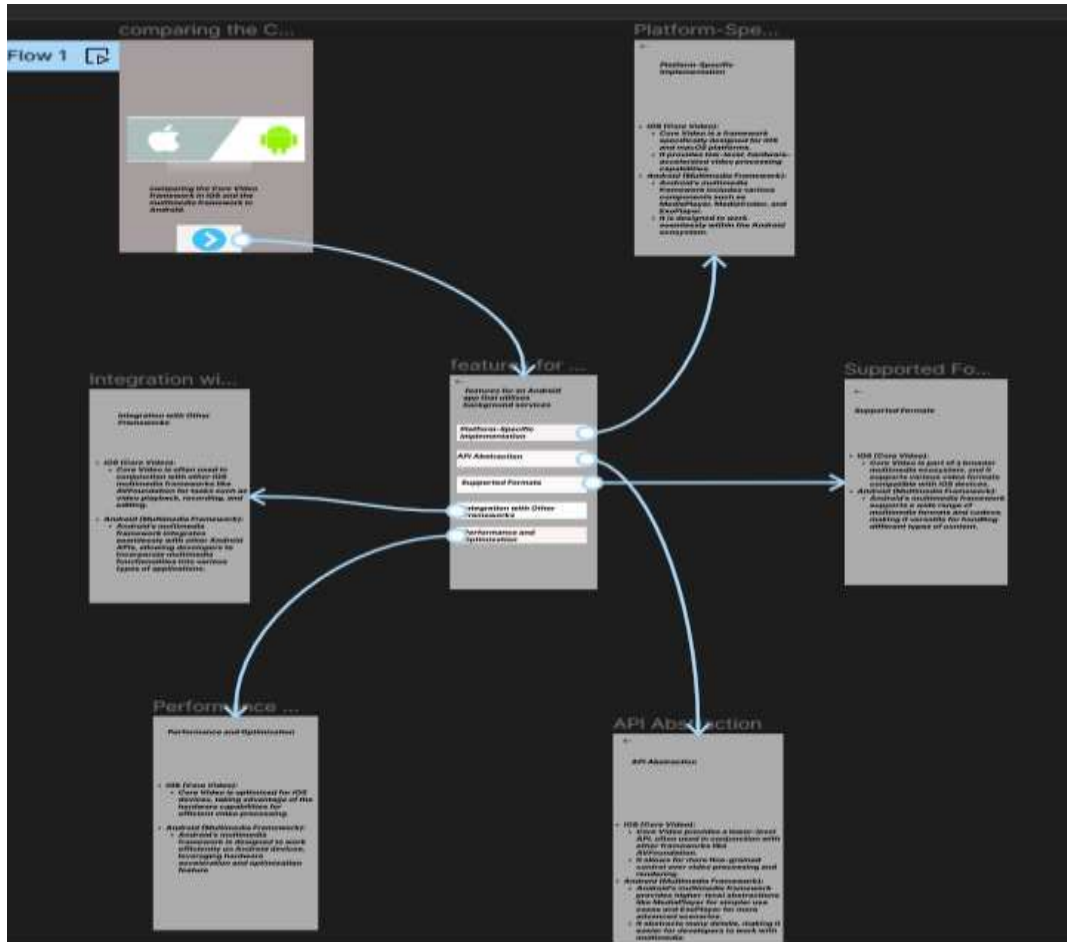 comparing the C...
Flow 1
comparing the Core Video
framework in iOS and the
multimedia framework in
Android.
Platform-Spe...
←
Platform-Specific
Implementation
• iOS (Core Video):
• Core Video is a framework
specifically designed for iOS
and macOS platforms.
• It provides low-level, hardware-
accelerated video processing
capabilities.
• Android (Multimedia Framework):
• Android's multimedia
framework includes various
components such as
MediaPlayer, MediaCodec, and
ExoPlayer.
• It is designed to work
seamlessly within the Android
ecosystem.
features for ...
←
features for an Android
app that utilizes
background services
Platform-Specific
Implementation
API Abstraction
Supported Formats
Integration with Other
Frameworks
Performance and
Optimization
Integration wi...
Integration with Other
Frameworks
• iOS (Core Video):
• Core Video is often used in
conjunction with other iOS
multimedia frameworks like
AVFoundation for tasks such as
video playback, recording, and
editing.
• Android (Multimedia Framework):
• Android's multimedia
framework integrates
seamlessly with other Android
APIs, allowing developers to
incorporate multimedia
functionalities into various
types of applications.
Supported Fo...
←
Supported Formats
• iOS (Core Video):
• Core Video is part of a broader
multimedia ecosystem, and it
supports various video formats
compatible with iOS devices.
• Android (Multimedia Framework):
• Android's multimedia framework
supports a wide range of
multimedia formats and codecs,
making it versatile for handling
different types of content.
Performance ...
Performance and Optimization
• iOS (Core Video):
• Core Video is optimized for iOS
devices, taking advantage of the
hardware capabilities for
efficient video processing.
• Android (Multimedia Framework):
• Android's multimedia
framework is designed to work
efficiently on Android devices,
leveraging hardware
acceleration and optimization
feature
API Abstraction
←
API Abstraction
• iOS (Core Video):
• Core Video provides a lower-level
API, often used in conjunction with
other frameworks like
AVFoundation.
• It allows for more fine-grained
control over video processing and
rendering.
• Android (Multimedia Framework):
• Android's multimedia framework
provides higher-level abstractions
like MediaPlayer for simpler use
cases and ExoPlayer for more
advanced scenarios.
• It abstracts many details, making it
easier for developers to work with
multimedia